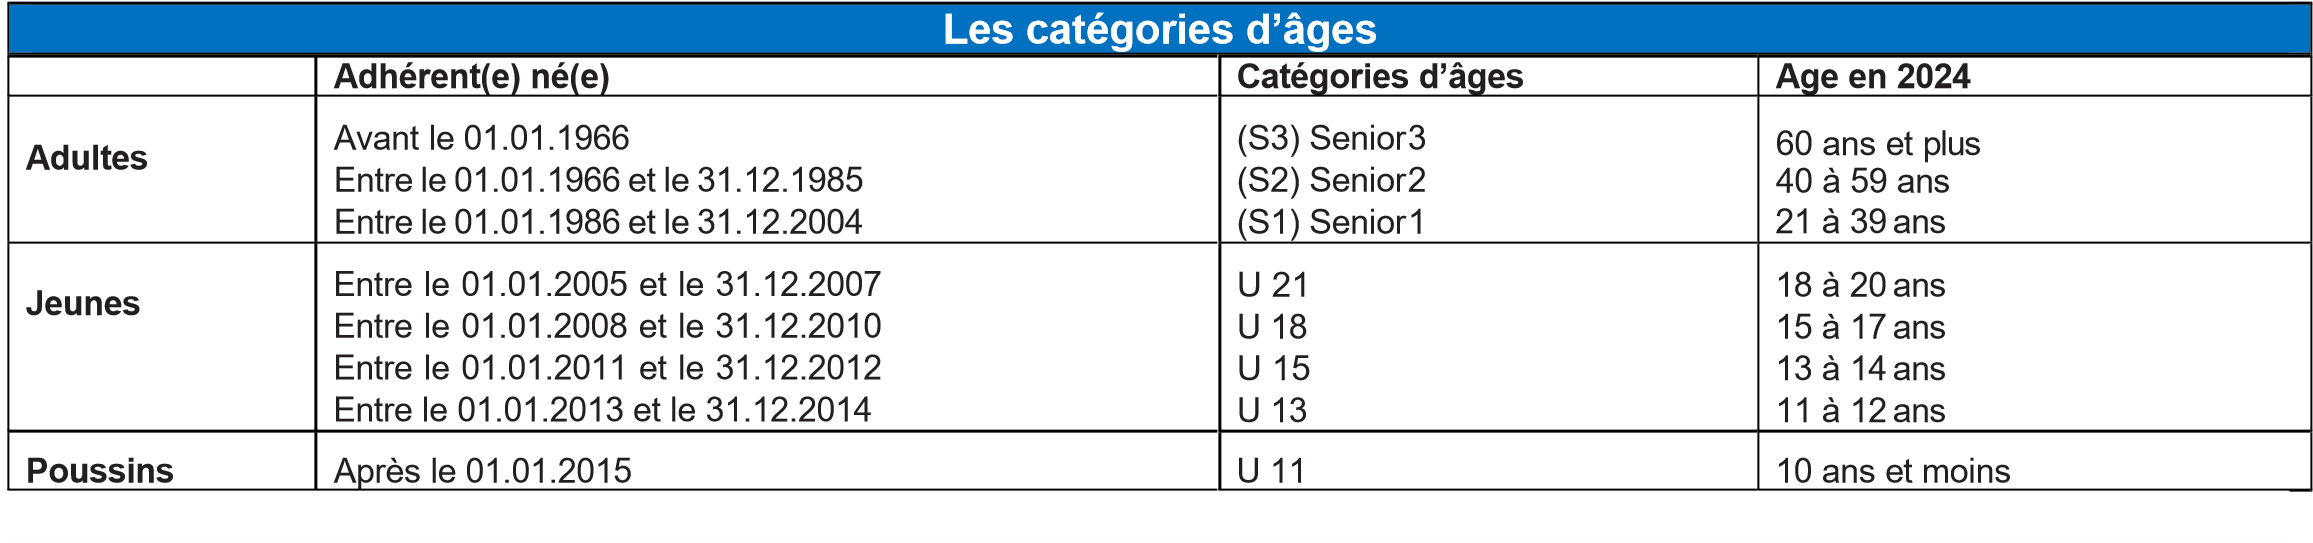 Les catégories d’âges
Adhérent(e) né(e) Catégories d’âges Age en 2024
Adultes
Avant le 01.01.1966 (S3) Senior3 60 ans et plus
Entre le 01.01.1966 et le 31.12.1985 (S2) Senior2 40 à 59 ans
Entre le 01.01.1986 et le 31.12.2004 (S1) Senior1 21 à 39 ans
Jeunes
Entre le 01.01.2005 et le 31.12.2007 U 21 18 à 20 ans
Entre le 01.01.2008 et le 31.12.2010 U 18 15 à 17 ans
Entre le 01.01.2011 et le 31.12.2012 U 15 13 à 14 ans
Entre le 01.01.2013 et le 31.12.2014 U 13 11 à 12 ans
Poussins Après le 01.01.2015 U 11 10 ans et moins